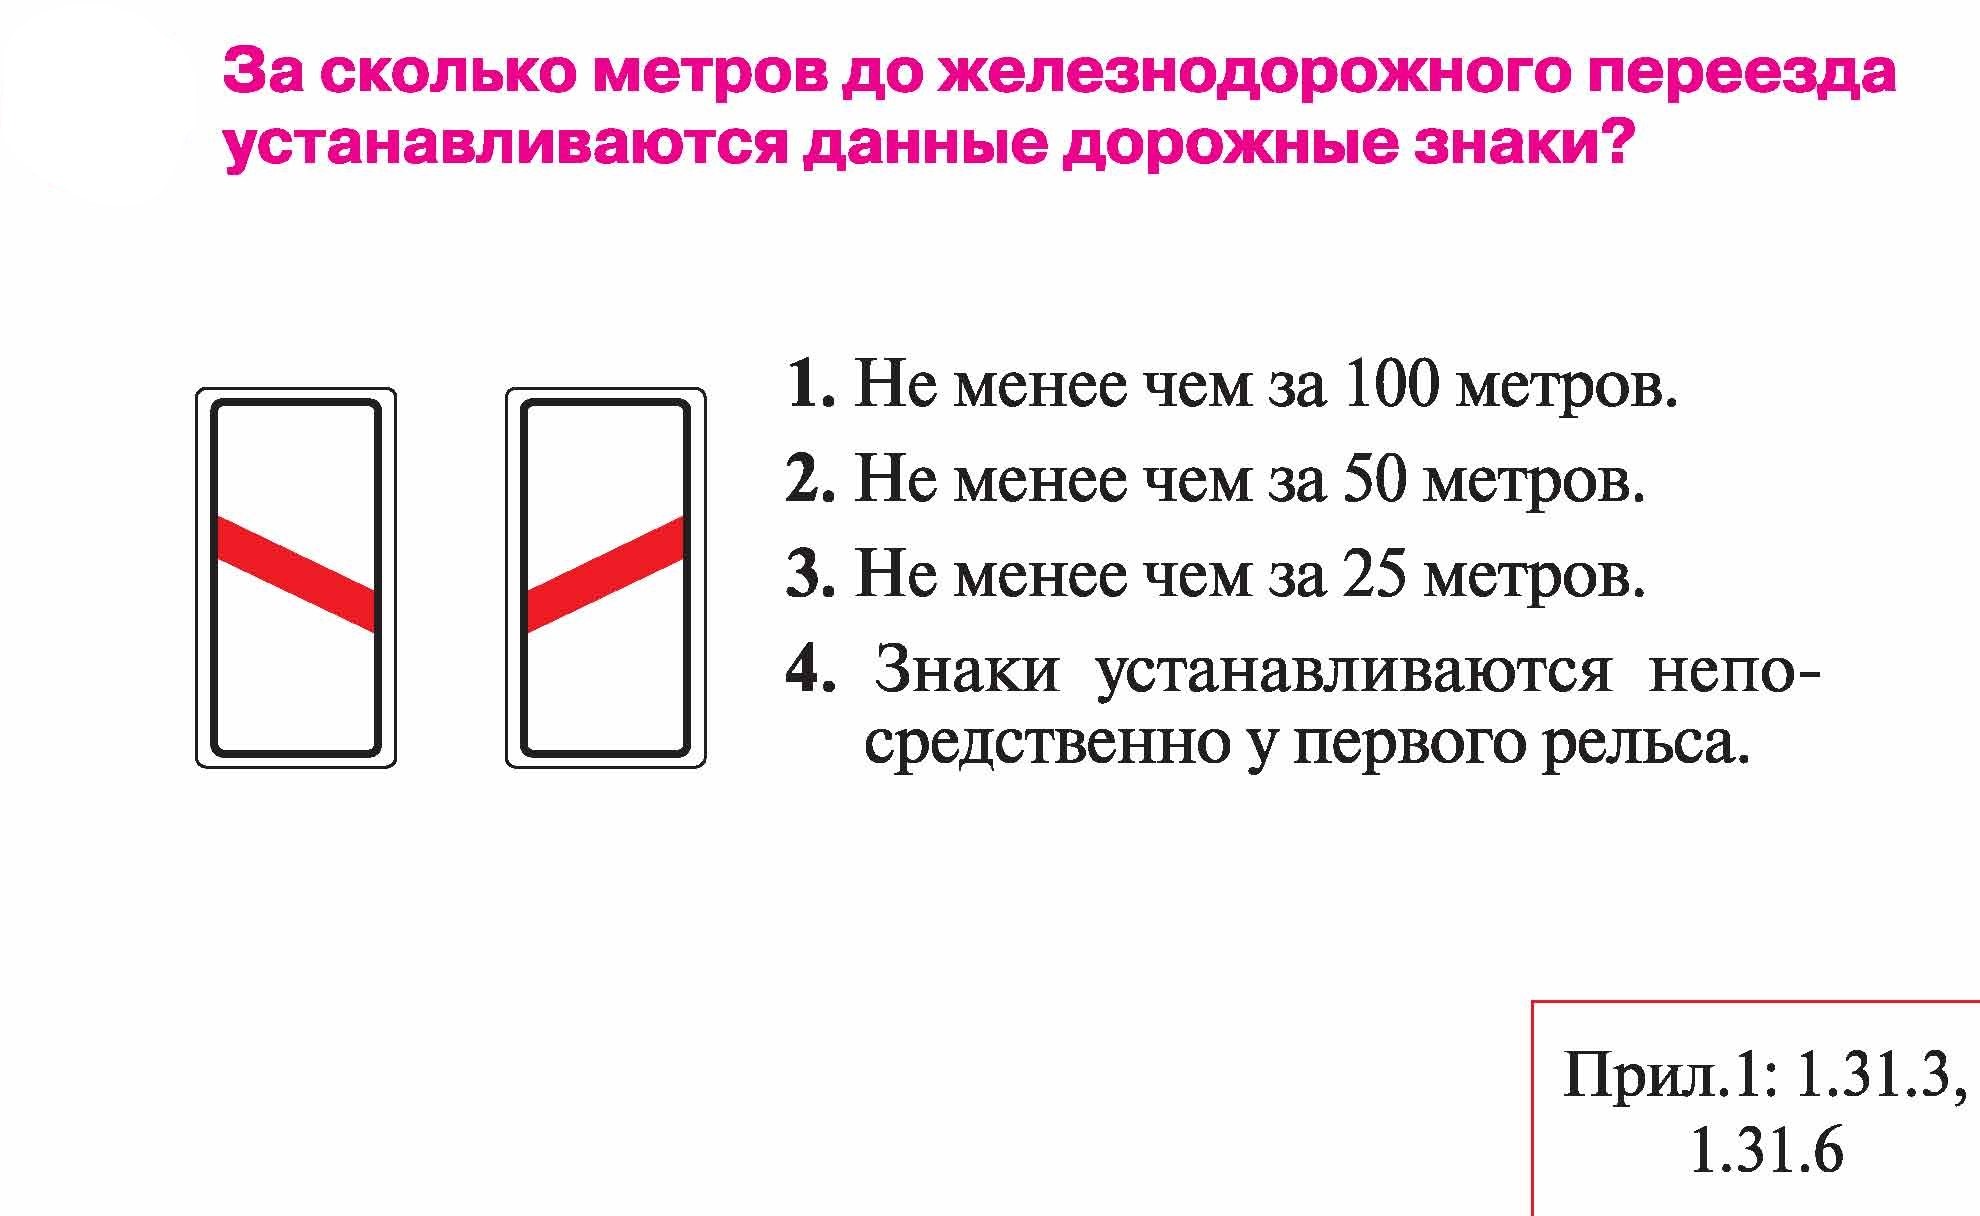 За сколько метров до железнодорожного переезда
устанавливаются данные дорожные знаки?
1. Не менее чем за 100 метров.
2. Не менее чем за 50 метров.
3. Не менее чем за 25 метров.
4. Знаки устанавливаются непо-
средственно у первого рельса.
Прил.1: 1.31.3,
1.31.6